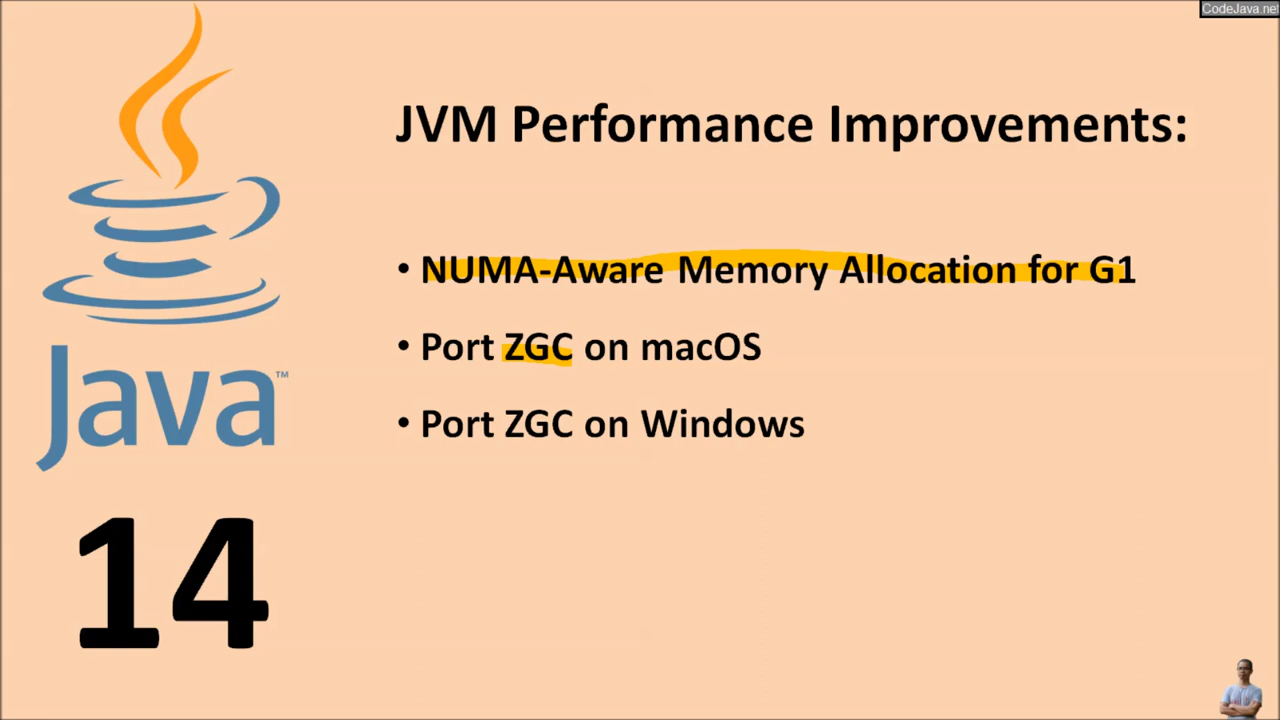 CodeJava.net
JVM Performance Improvements:
• NUMA-Aware Memory Allocation for G1
• Port ZGC on macOS
• Port ZGC on Windows
Java™
14